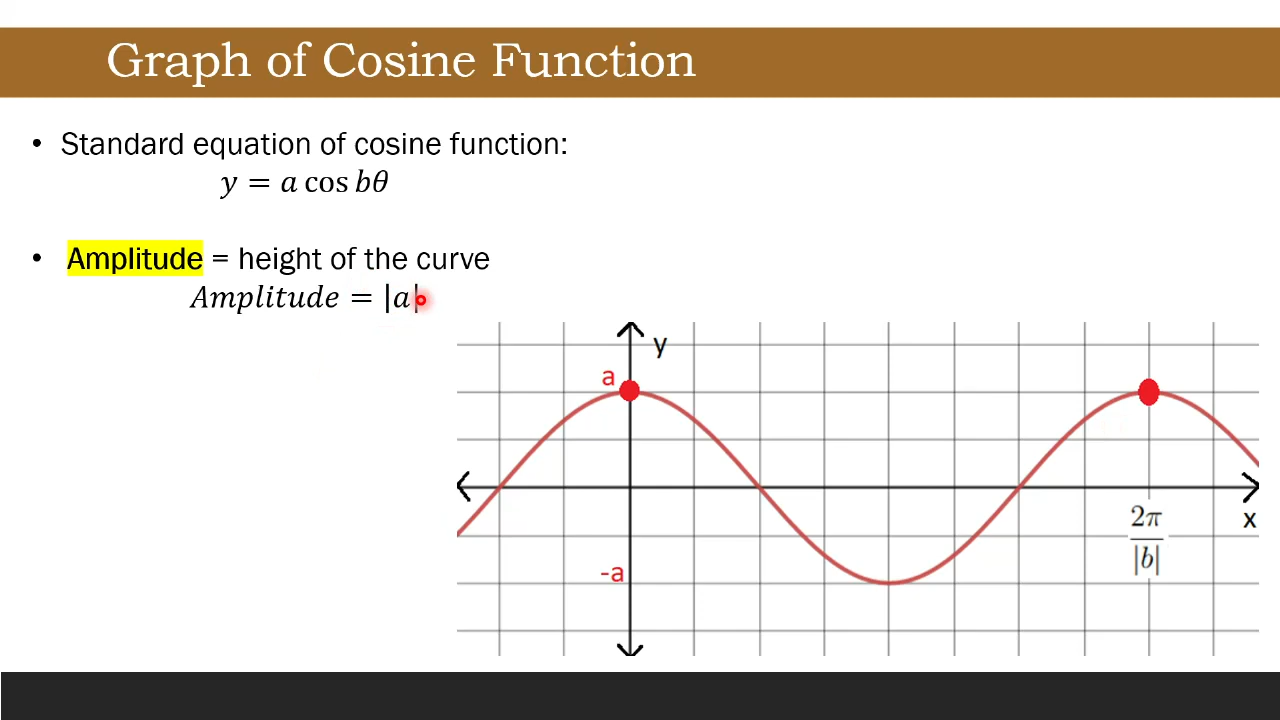 Graph of Cosine Function
• Standard equation of cosine function:
y = a cos bθ
• Amplitude = height of the curve
Amplitude = |a|
y
a
x
2π
|b|
-a